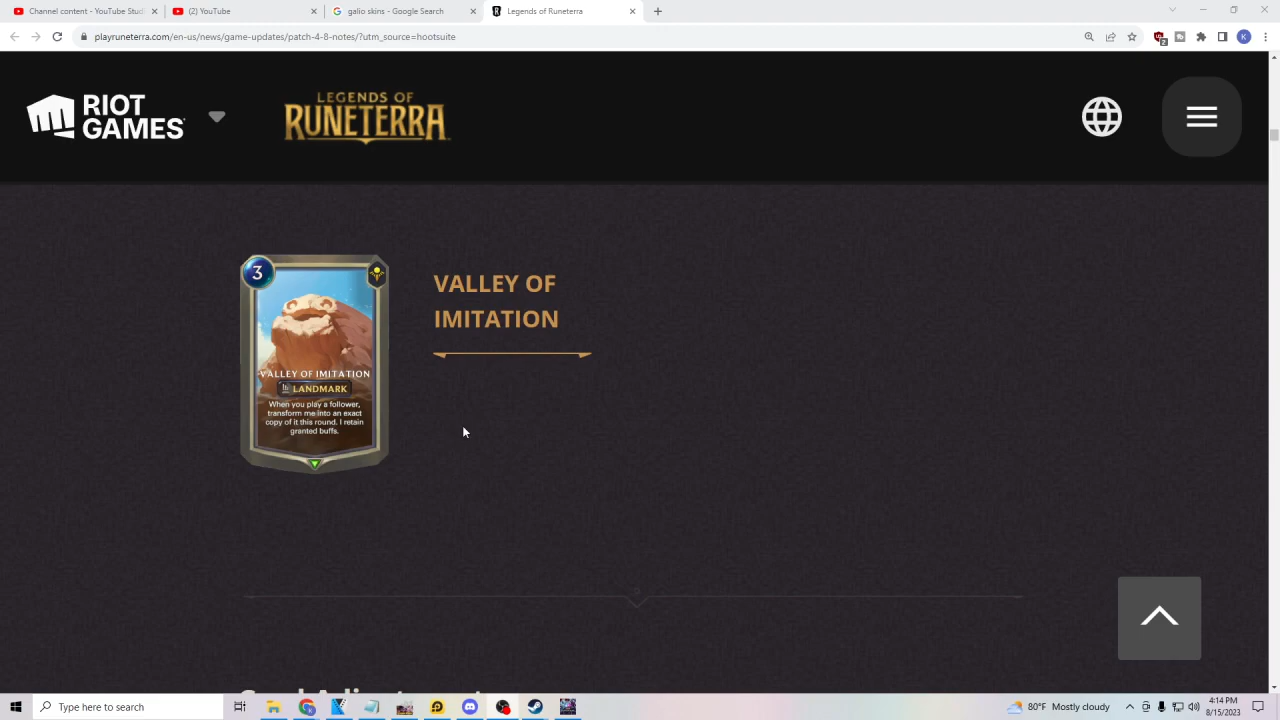 Channel content - YouTube Stud
(2) YouTube
galio skins - Google Search
Legends of Runeterra
playruneterra.com/en-us/news/game-updates/patch-4-8-notes/?utm_source=hootsuite
2
K
RIOT
GAMES
LEGENDS OF
RUNETERRA
3
VALLEY OF IMITATION
LANDMARK
When you play a follower,
transform me into an exact
copy of it this round. I retain
granted buffs.
VALLEY OF
IMITATION
Type here to search
80°F Mostly cloudy
4:14 PM
8/15/2023